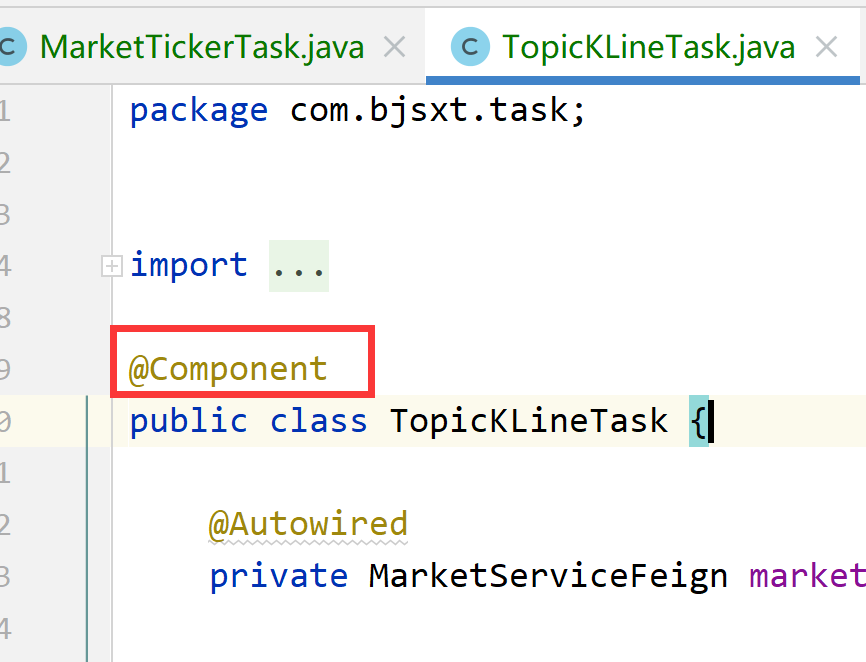 MarketTickerTask.java
TopicKLineTask.java
1 package com.bjsxt.task;
2
3
4 import ...
8
9 @Component
0 public class TopicKLineTask {
1
2 @Autowired
3 private MarketServiceFeign market
4